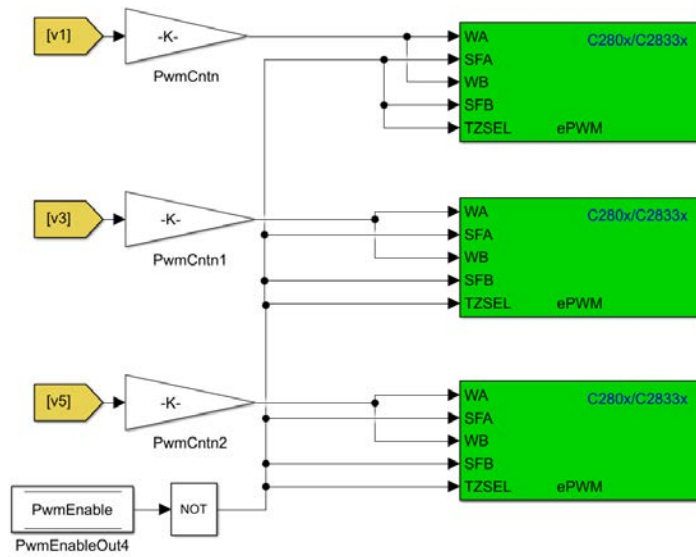 [v1]
-K-
PwmCntn
WA
SFA
WB
SFB
TZSEL
C280x/C2833x
ePWM
[v3]
-K-
PwmCntn1
WA
SFA
WB
SFB
TZSEL
C280x/C2833x
ePWM
[v5]
-K-
PwmCntn2
WA
SFA
WB
SFB
TZSEL
C280x/C2833x
ePWM
PwmEnable
NOT
PwmEnableOut4